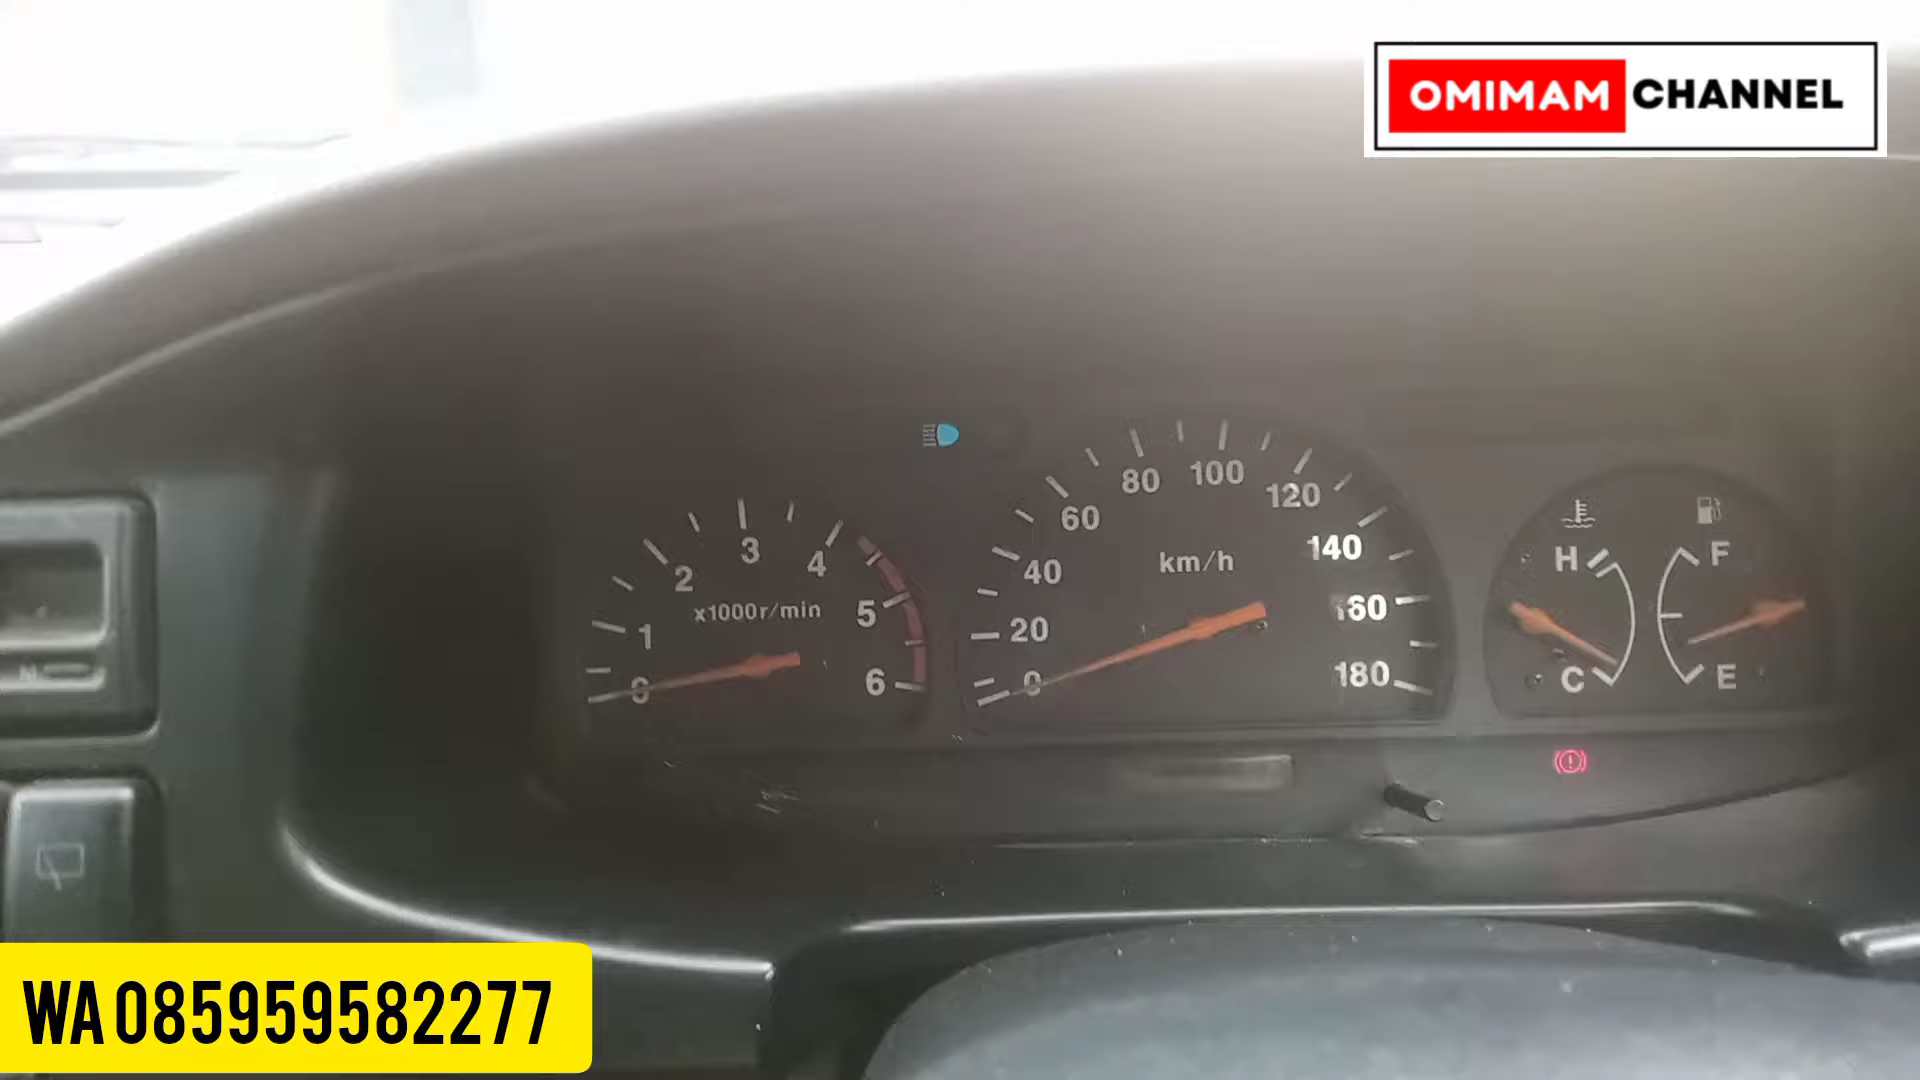 OMIMAM CHANNEL
80 100
60 120
3 140
4 km/h H F
2 40
x1000r/min 5 160
1 20
0 6 0 180 C E
WA 085959582277